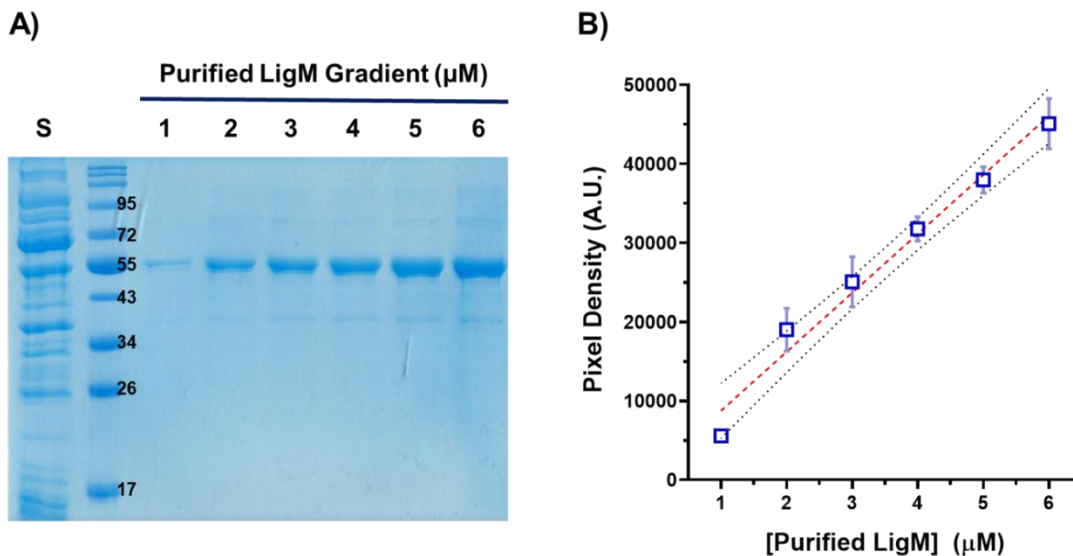 A)
Purified LigM Gradient (µM)
S 1 2 3 4 5 6
95
72
55
43
34
26
17
B)
Pixel Density (A.U.)
50000
40000
30000
20000
10000
0
1 2 3 4 5 6
[Purified LigM] (µM)